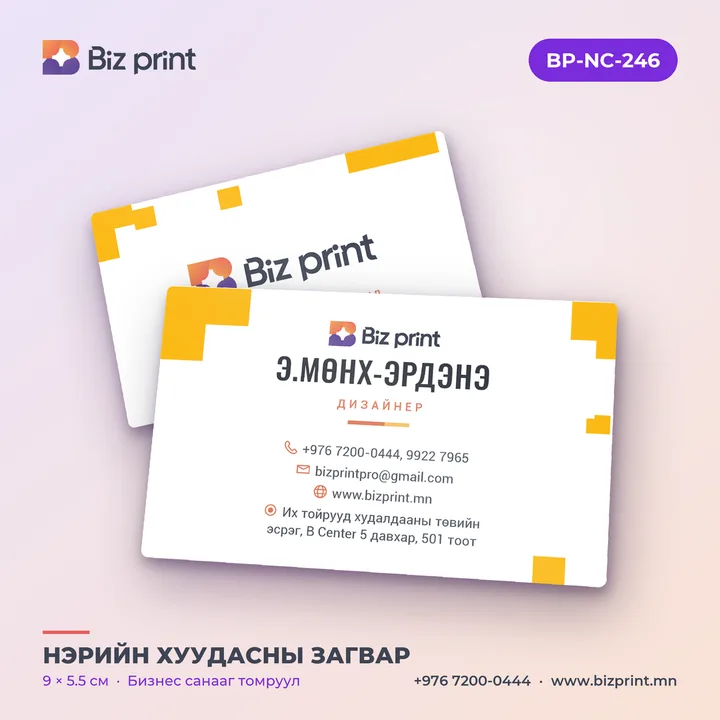 Biz print
BP-NC-246
Biz print
Biz print
Э.МӨНХ-ЭРДЭНЭ
ДИЗАЙНЕР
+976 7200-0444, 9922 7965
bizprintpro@gmail.com
www.bizprint.mn
Их тойрууд худалдааны төвийн
эсрэг, B Center 5 давхар, 501 тоот
НЭРИЙН ХУУДАСНЫ ЗАГВАР
9 × 5.5 см · Бизнес санааг томруул
+976 7200-0444 · www.bizprint.mn